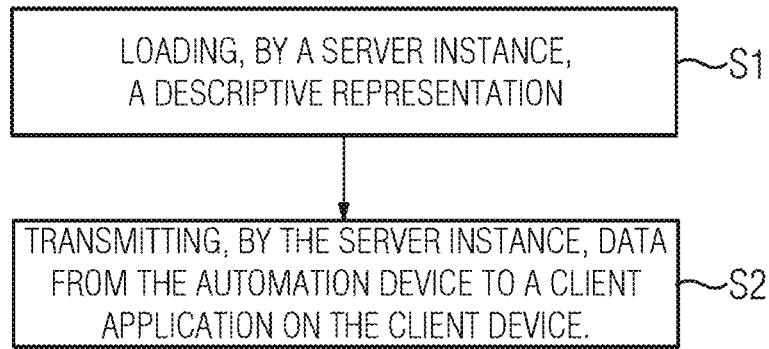 LOADING, BY A SERVER INSTANCE,
A DESCRIPTIVE REPRESENTATION
S1
TRANSMITTING, BY THE SERVER INSTANCE, DATA
FROM THE AUTOMATION DEVICE TO A CLIENT
APPLICATION ON THE CLIENT DEVICE.
S2